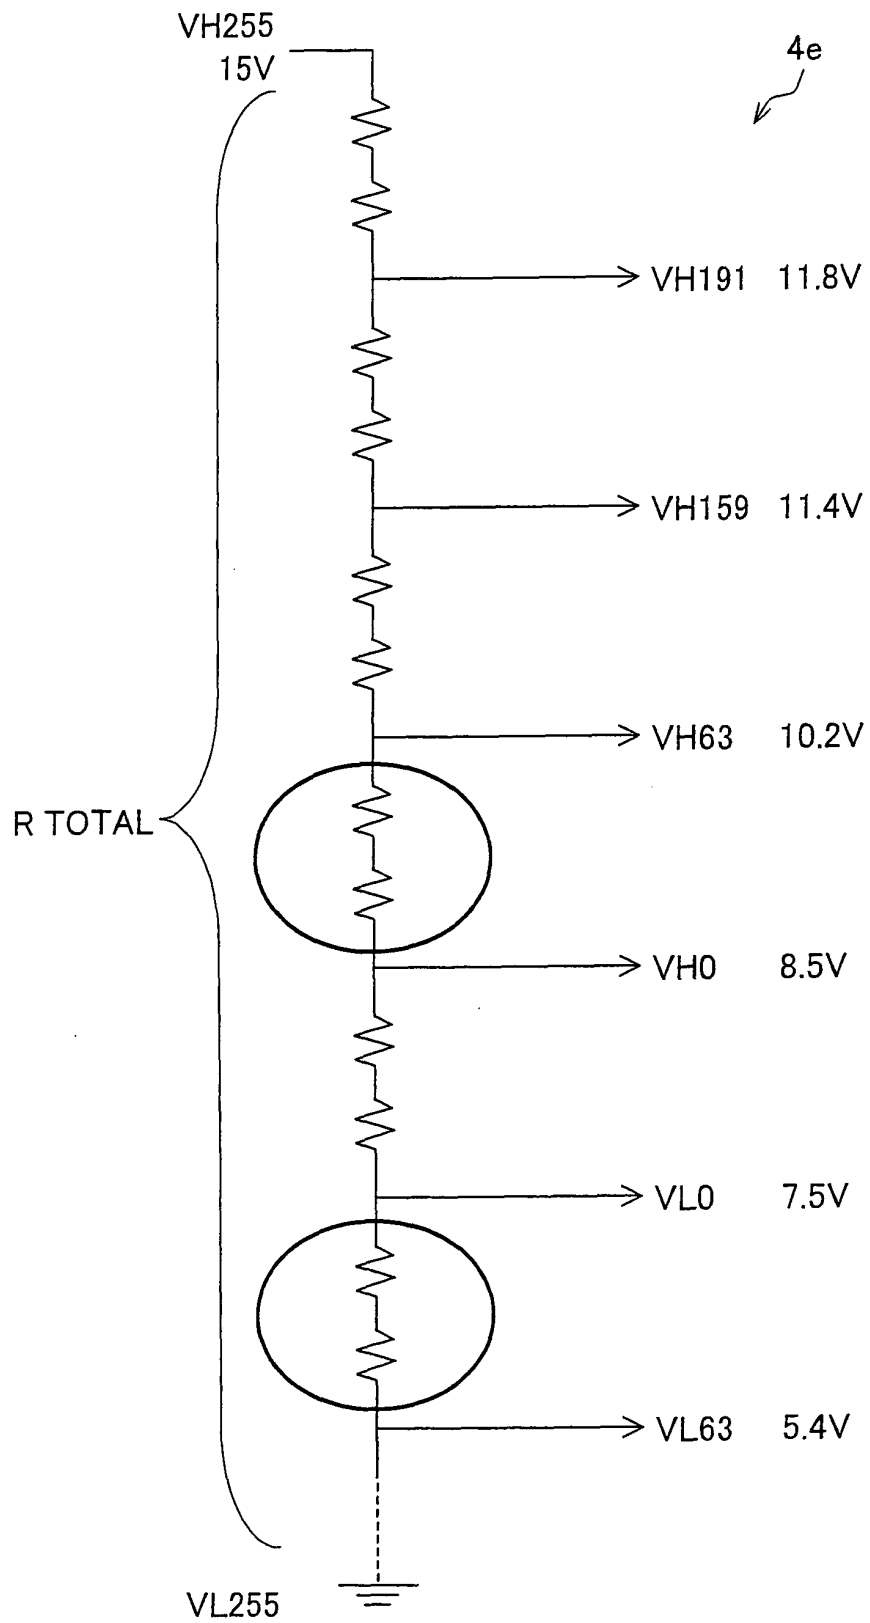 VH255
15V
4e
VH191 11.8V
VH159 11.4V
VH63 10.2V
R TOTAL
VH0 8.5V
VL0 7.5V
VL63 5.4V
VL255